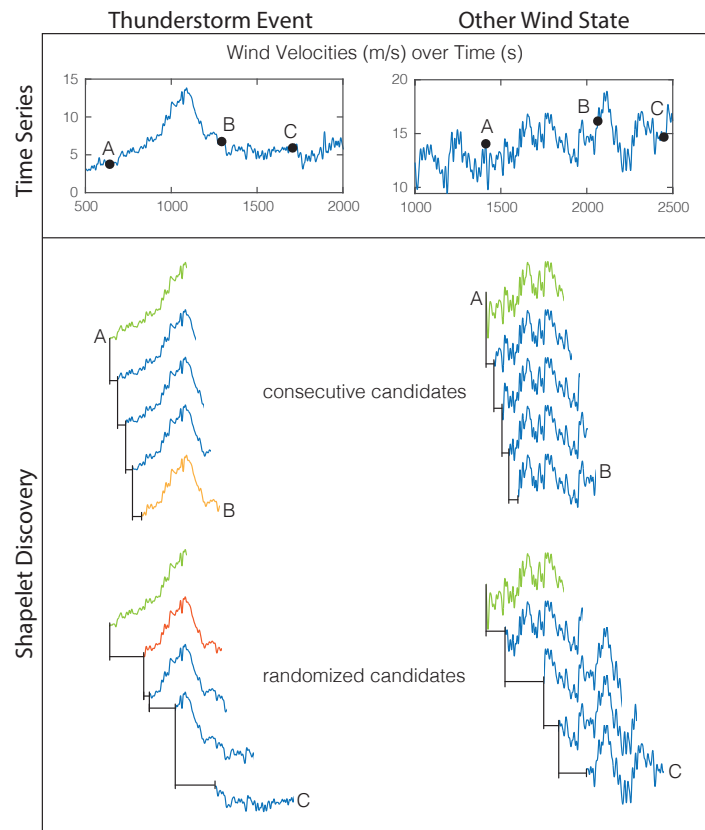 Thunderstorm Event
Other Wind State
Time Series
Wind Velocities (m/s) over Time (s)
15
10
5
0
A
B
C
500
1000
1500
2000
20
15
10
A
B
C
1000
1500
2000
2500
Shapelet Discovery
A
A
consecutive candidates
B
B
randomized candidates
C
C